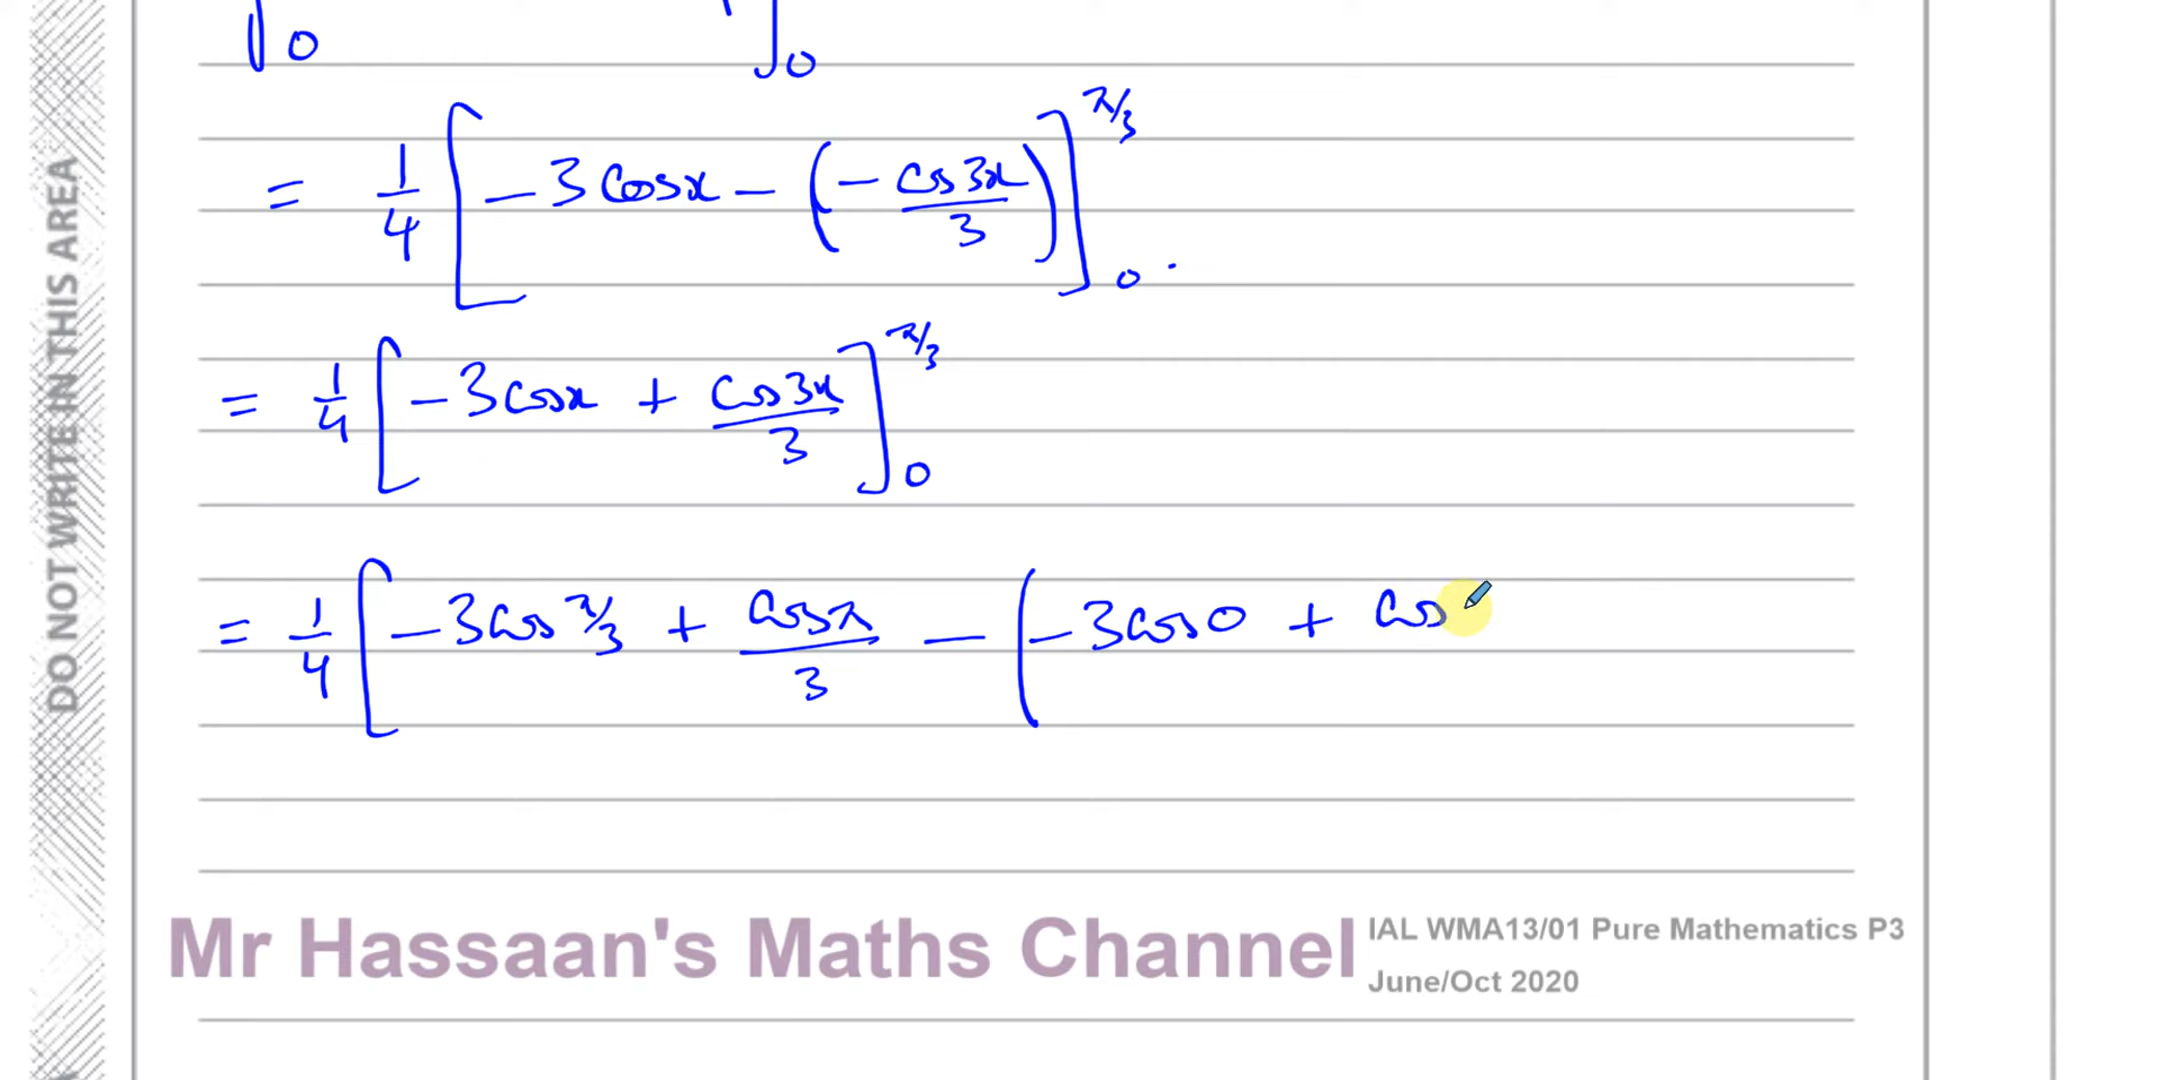 0 ]0
= 1/4 [ -3cosx - ( -cos3x/3 ) ]0^π/3 .
= 1/4 [ -3cosx + cos3x/3 ]0^π/3
= 1/4 [ -3cos π/3 + cosπ/3 - ( -3cos0 + cos
Mr Hassaan's Maths Channel
IAL WMA13/01 Pure Mathematics P3
June/Oct 2020
DO NOT WRITE IN THIS AREA